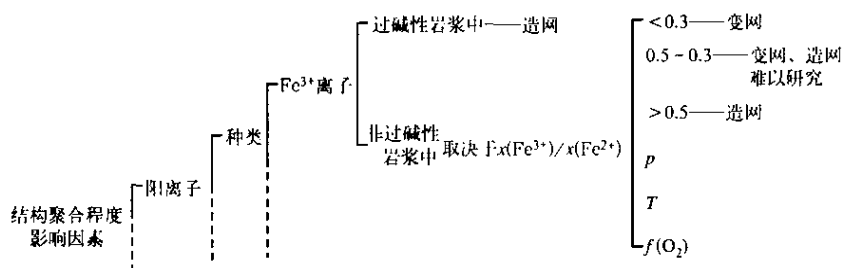 <0.3——变网
过碱性岩浆中——造网
0.5-0.3——变网、造网
难以研究
Fe³⁺离子
>0.5——造网
种类
非过碱性
岩浆中 取决于x(Fe³⁺)/x(Fe²⁺)
p
阳离子
T
结构聚合程度
影响因素
f(O₂)